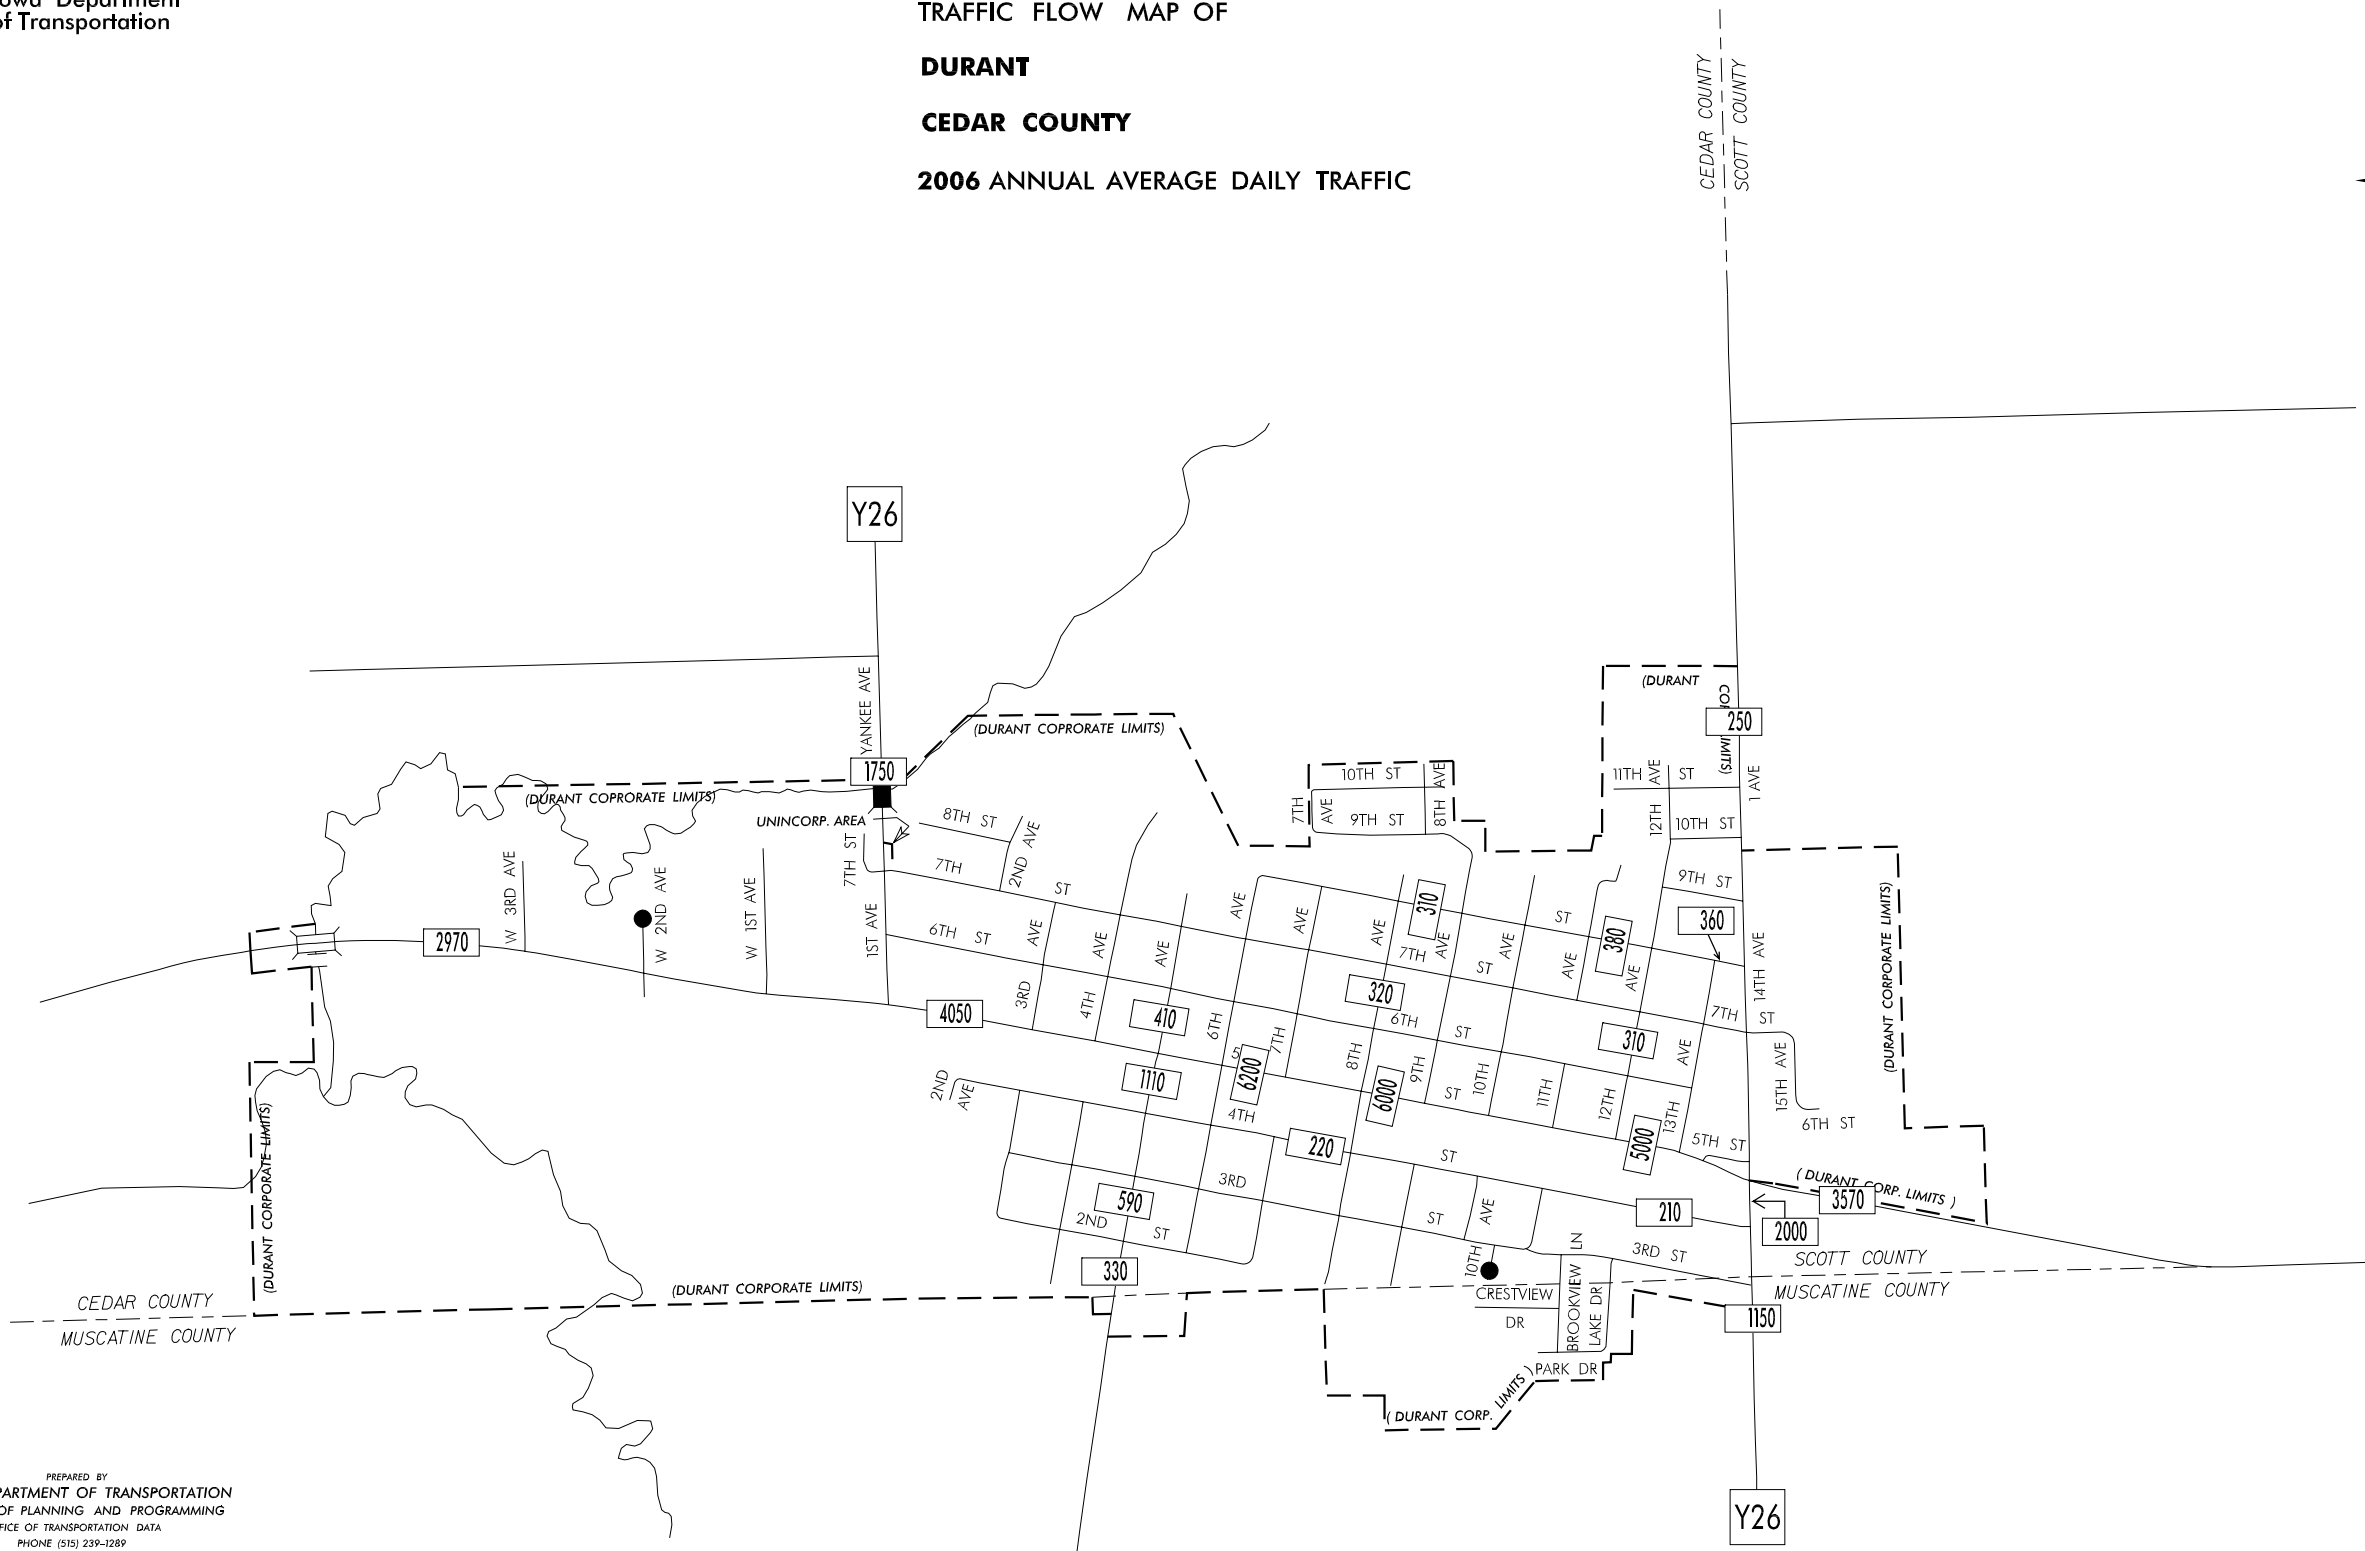 of Transportation
TRAFFIC FLOW MAP OF
DURANT
CEDAR COUNTY
2006 ANNUAL AVERAGE DAILY TRAFFIC
CEDAR COUNTY
SCOTT COUNTY
Y26
YANKEE AVE
(DURANT
LIMITS)
250
(DURANT COPRORATE LIMITS)
1750
(DURANT COPRORATE LIMITS)
UNINCORP. AREA
10TH ST
7TH AVE
8TH AVE
9TH ST
11TH AVE ST
1 AVE
12TH
10TH ST
8TH ST
2ND AVE
7TH ST
7TH ST
9TH ST
360
W 3RD AVE
W 2ND AVE
W 1ST AVE
1ST AVE
6TH ST
AVE
AVE
AVE
AVE
AVE
AVE
310
AVE
AVE
ST
AVE
380
AVE
14TH AVE
(DURANT CORPORATE LIMITS)
2970
7TH ST
3RD
4TH
4050
410
320
6TH ST
6TH
7TH
310
7TH ST
AVE
8TH
9TH
10TH
11TH
12TH
13TH
15TH AVE
2ND AVE
1110
6200
6000
ST
4TH
6TH ST
5000
5TH ST
220
ST
3RD
( DURANT CORP. LIMITS )
3570
590
2ND ST
ST
AVE
210
2000
(DURANT CORPORATE LIMITS)
330
10TH
LN
3RD ST
SCOTT COUNTY
MUSCATINE COUNTY
(DURANT CORPORATE LIMITS)
CEDAR COUNTY
MUSCATINE COUNTY
CRESTVIEW
DR
BROOKVIEW
LAKE DR
1150
PARK DR
( DURANT CORP. LIMITS )
Y26
PREPARED BY
DEPARTMENT OF TRANSPORTATION
OF PLANNING AND PROGRAMMING
OFFICE OF TRANSPORTATION DATA
PHONE (515) 239-1289